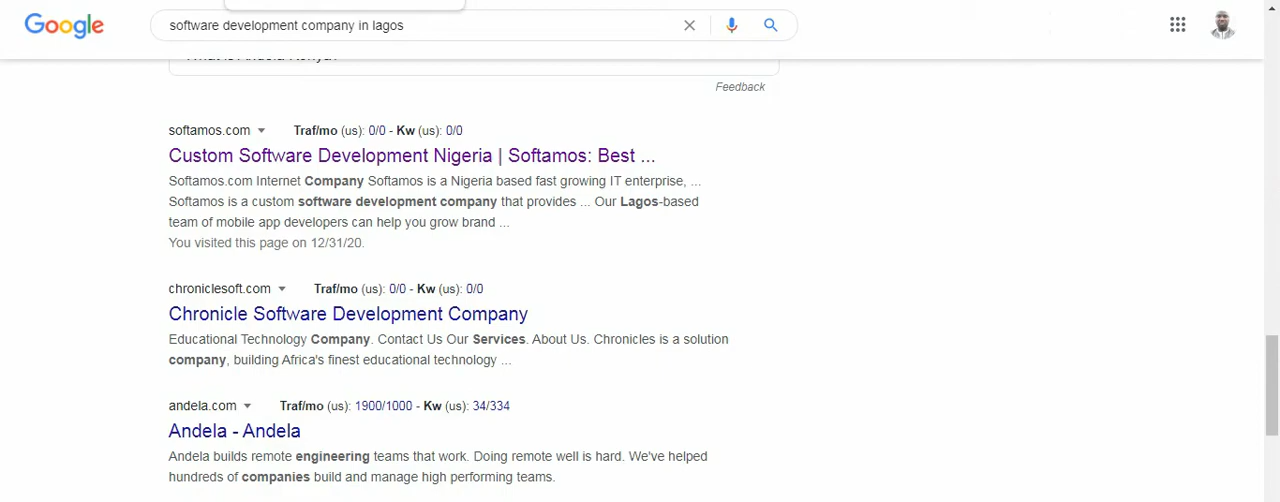 Google
software development company in lagos
Feedback
softamos.com Traf/mo (us): 0/0 - Kw (us): 0/0
Custom Software Development Nigeria | Softamos: Best ...
Softamos.com Internet Company Softamos is a Nigeria based fast growing IT enterprise, ...
Softamos is a custom software development company that provides ... Our Lagos-based
team of mobile app developers can help you grow brand ...
You visited this page on 12/31/20.
chroniclesoft.com Traf/mo (us): 0/0 - Kw (us): 0/0
Chronicle Software Development Company
Educational Technology Company. Contact Us Our Services. About Us. Chronicles is a solution
company, building Africa's finest educational technology ...
andela.com Traf/mo (us): 1900/1000 - Kw (us): 34/334
Andela - Andela
Andela builds remote engineering teams that work. Doing remote well is hard. We've helped
hundreds of companies build and manage high performing teams.